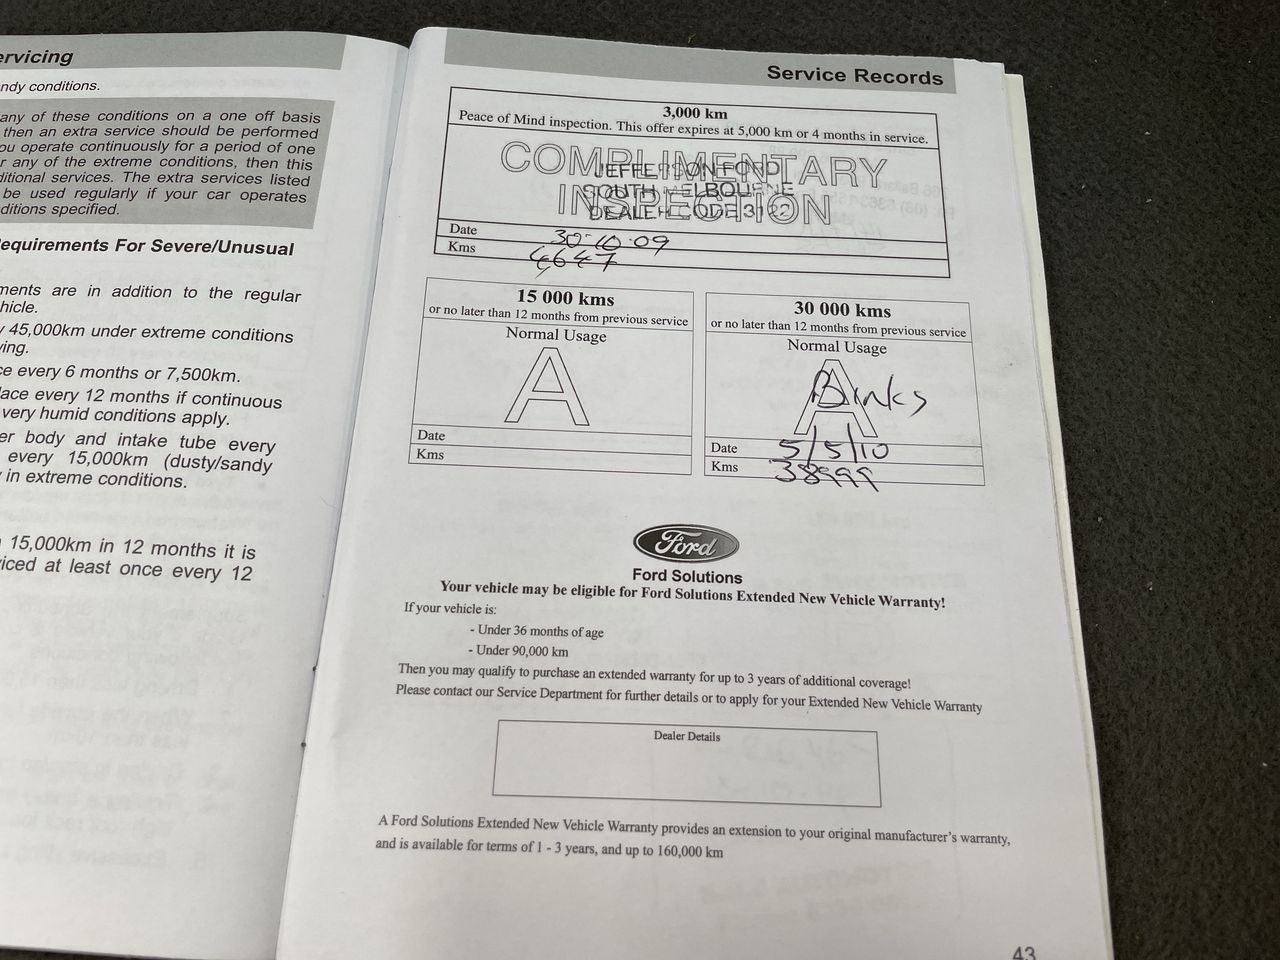 ervicing
ndy conditions.
any of these conditions on a one off basis
then an extra service should be performed
ou operate continuously for a period of one
r any of the extreme conditions, then this
ditional services. The extra services listed
be used regularly if your car operates
ditions specified.
equirements For Severe/Unusual
ments are in addition to the regular
hicle.
y 45,000km under extreme conditions
ving.
ce every 6 months or 7,500km.
lace every 12 months if continuous
very humid conditions apply.
er body and intake tube every
every 15,000km (dusty/sandy
in extreme conditions.
15,000km in 12 months it is
iced at least once every 12
Service Records
3,000 km
Peace of Mind inspection. This offer expires at 5,000 km or 4 months in service.
COMPLIMENTARY
INSPECTION
JEFFERSON FORD
SOUTH MELBOURNE
DEALER CODE
Date 30-10-09
Kms 4647
15 000 kms
or no later than 12 months from previous service
Normal Usage
A
Date
Kms
30 000 kms
or no later than 12 months from previous service
Normal Usage
A
Binks
Date 5/5/10
Kms 38999
Ford
Ford Solutions
Your vehicle may be eligible for Ford Solutions Extended New Vehicle Warranty!
If your vehicle is:
- Under 36 months of age
- Under 90,000 km
Then you may qualify to purchase an extended warranty for up to 3 years of additional coverage!
Please contact our Service Department for further details or to apply for your Extended New Vehicle Warranty
Dealer Details
A Ford Solutions Extended New Vehicle Warranty provides an extension to your original manufacturer's warranty,
and is available for terms of 1 - 3 years, and up to 160,000 km
43